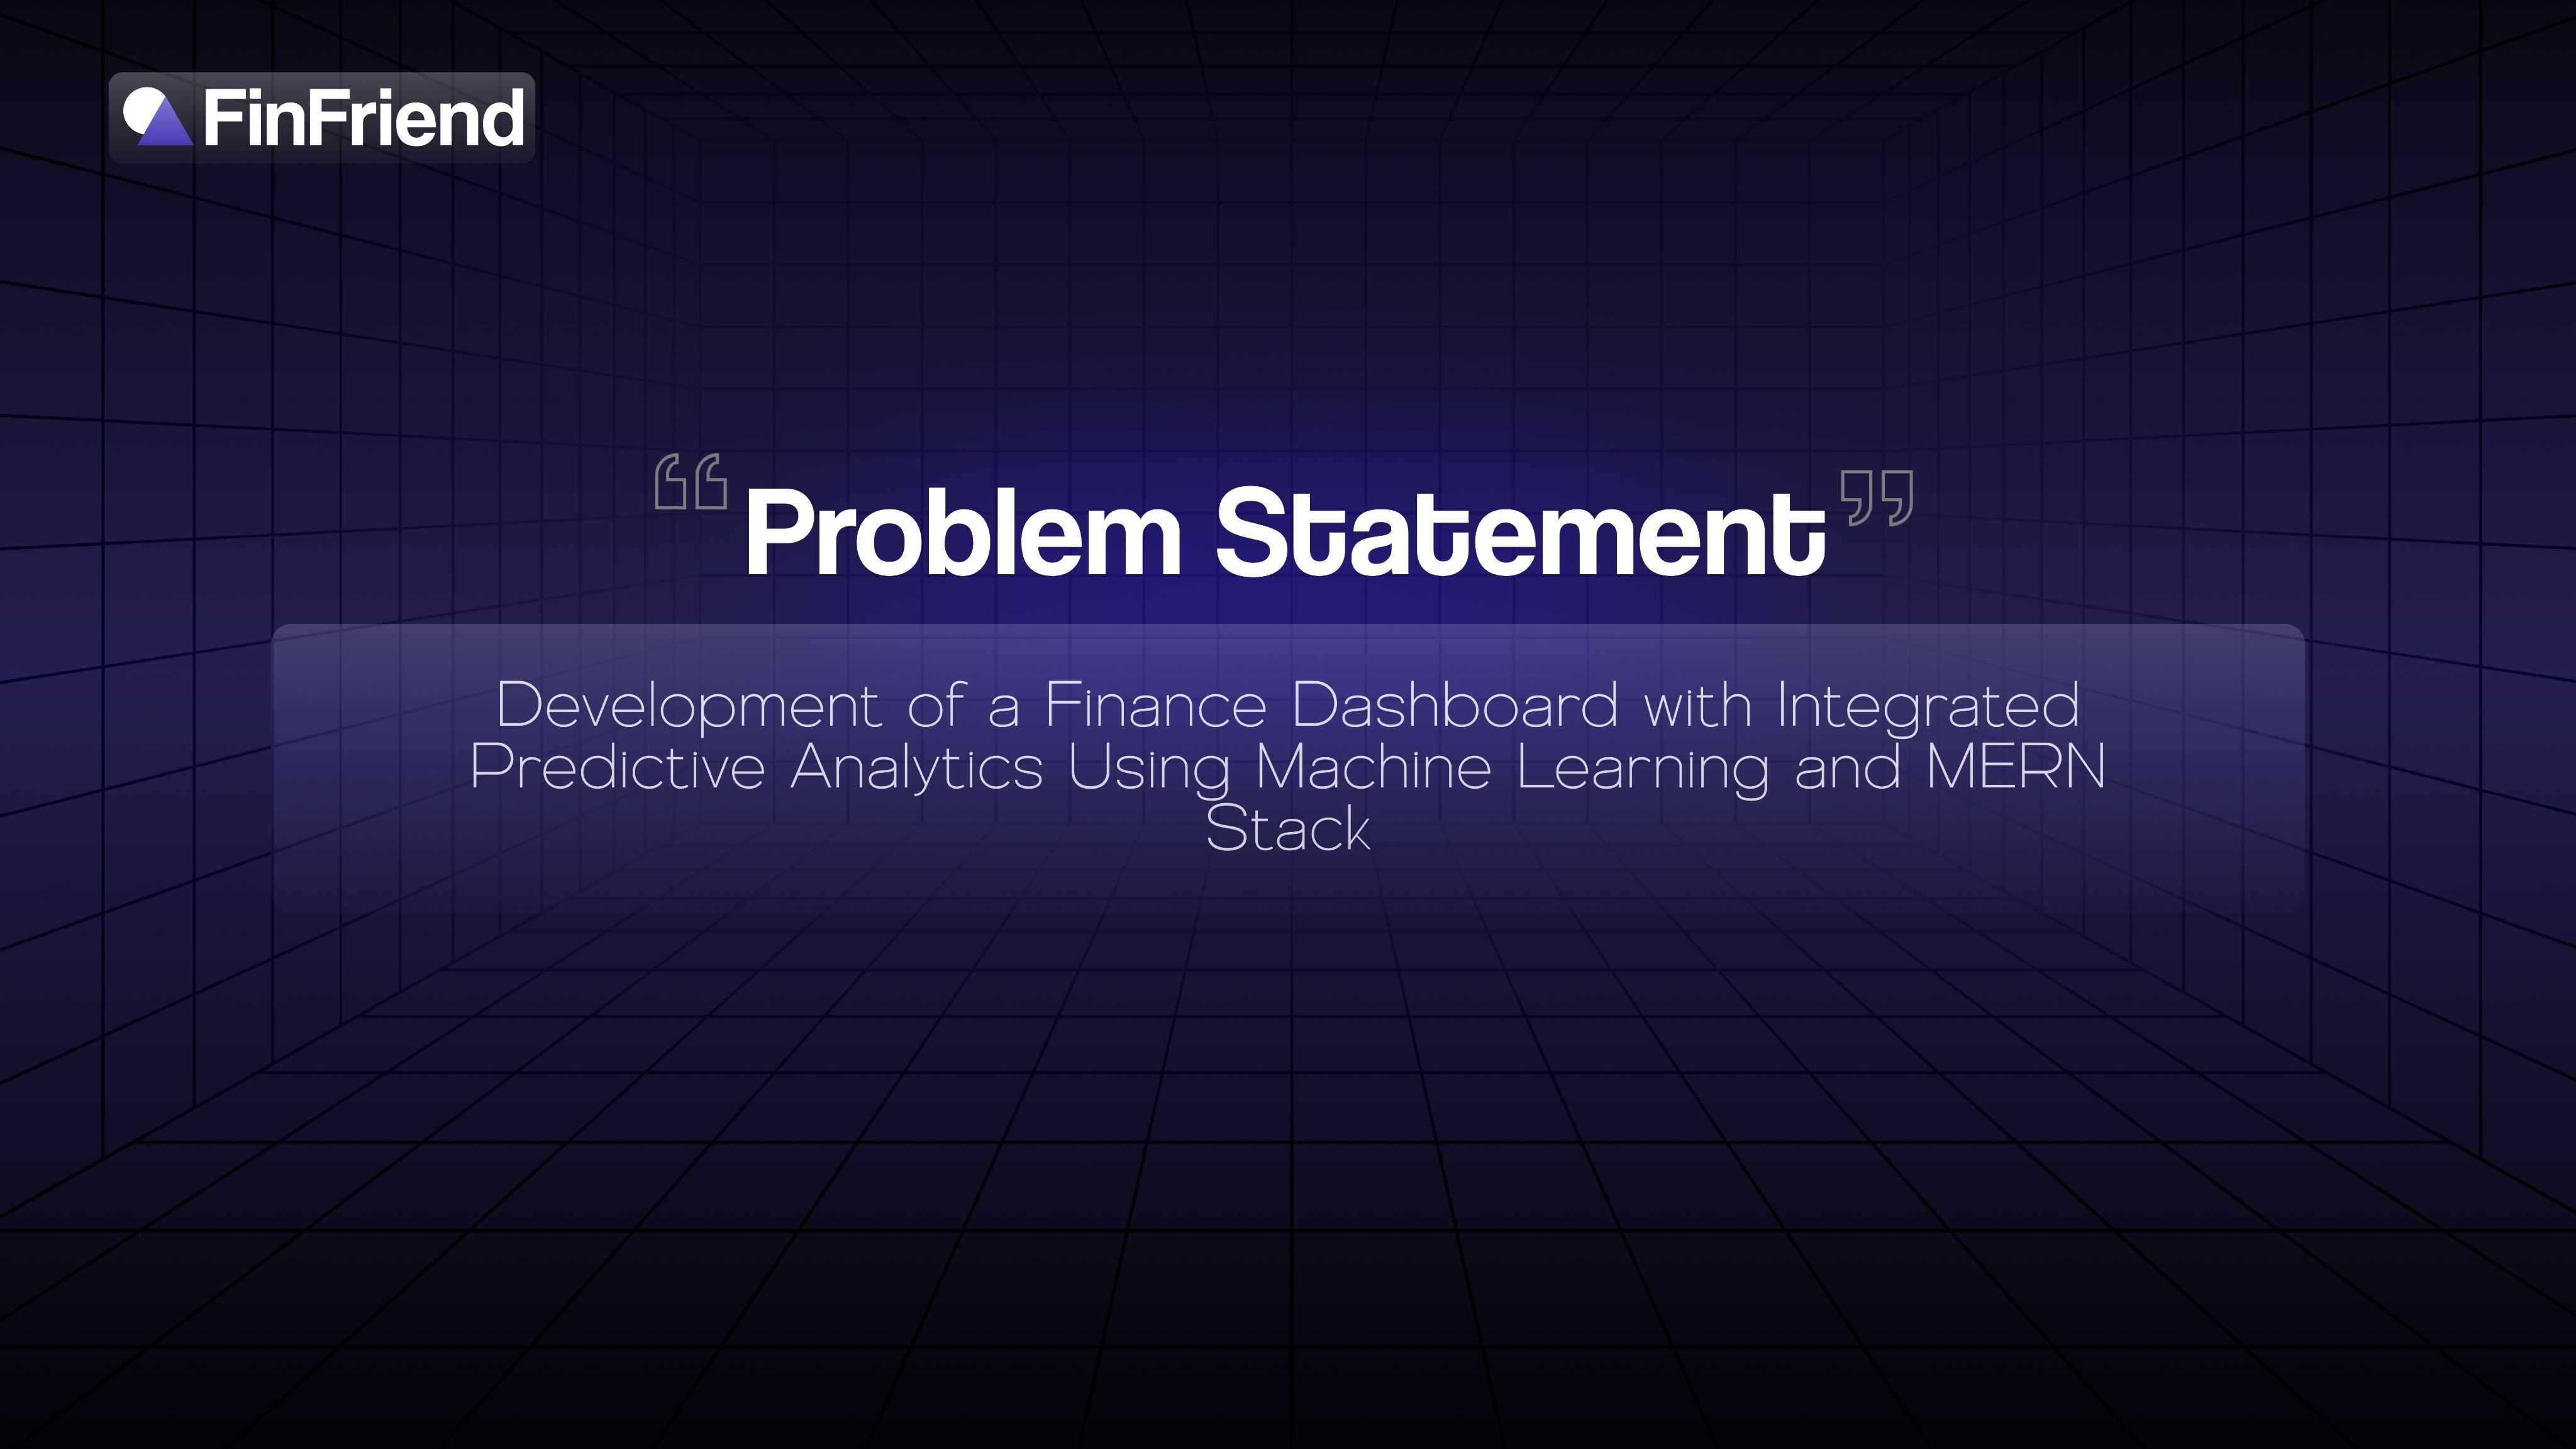 FinFriend
“Problem Statement”
Development of a Finance Dashboard with Integrated
Predictive Analytics Using Machine Learning and MERN
Stack